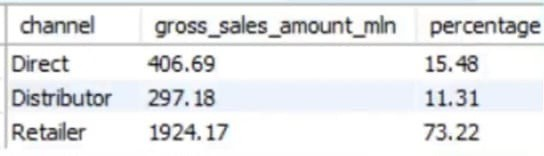 channel gross_sales_amount_mln percentage
Direct 406.69 15.48
Distributor 297.18 11.31
Retailer 1924.17 73.22